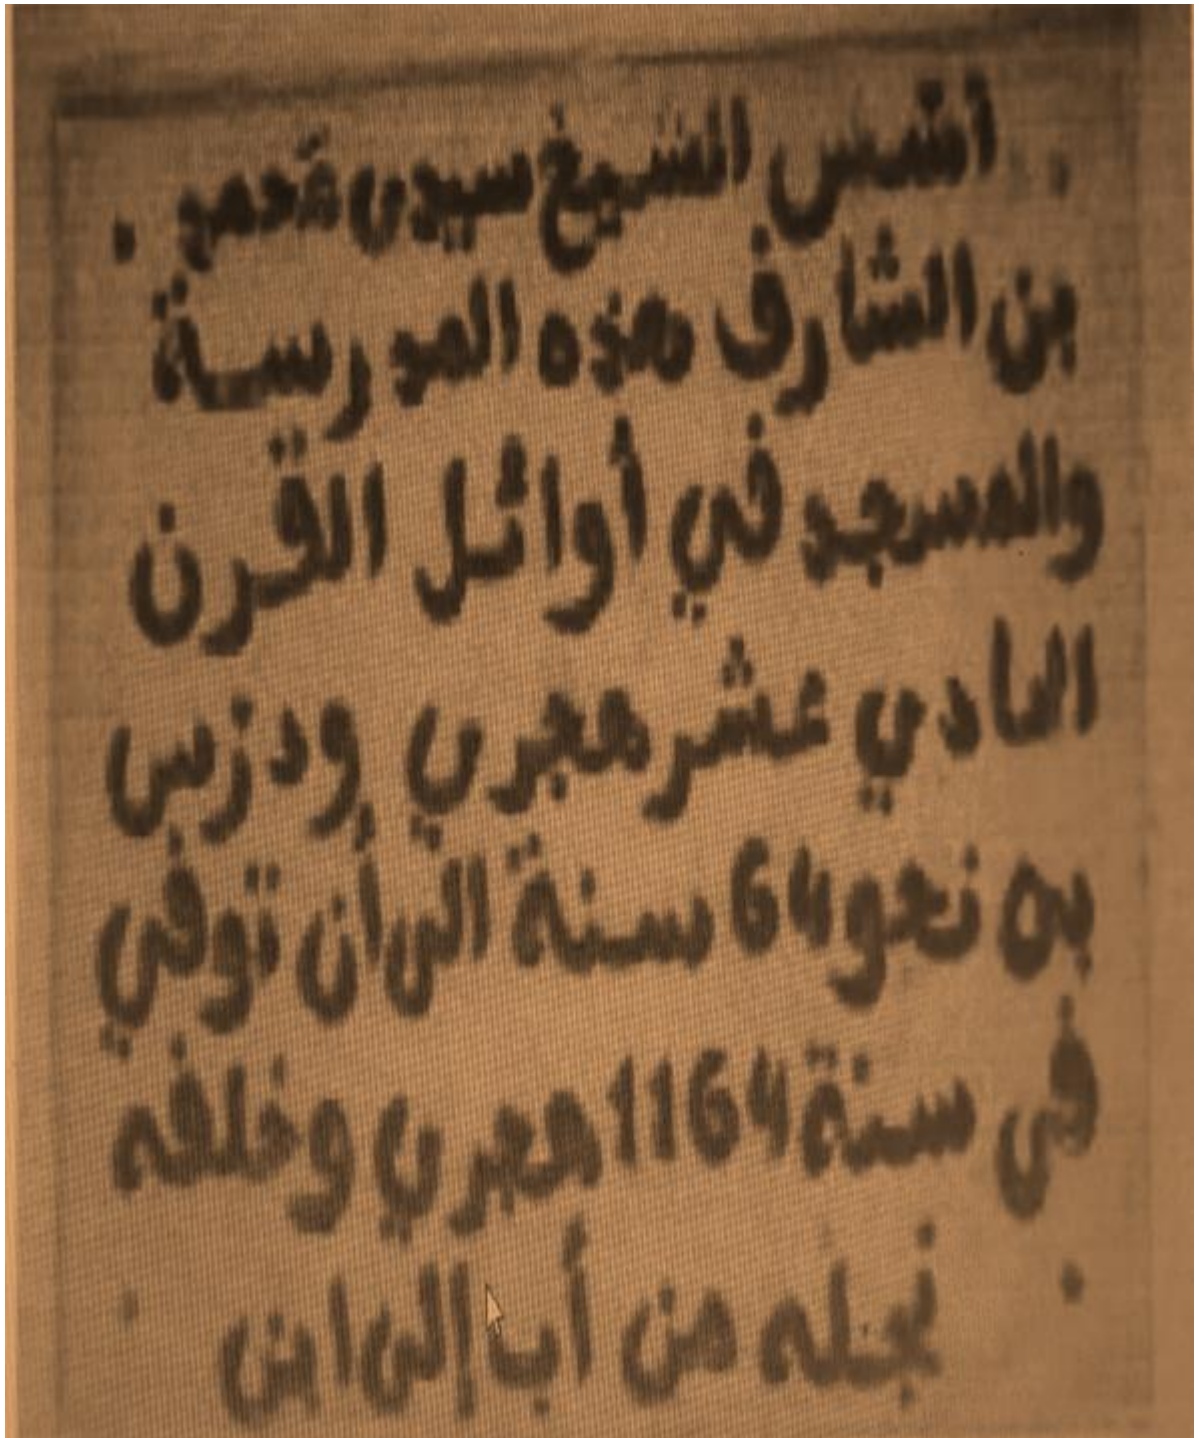 أسس الشيخ سيدي محمد
بن الشارف هذه المدرسة
والمسجد في أوائل القرن
الحادي عشر هجري ودرس
به نحو 64 سنة الى أن توفي
في سنة 1164 هجري وخلفه
نجله من أب إلى ابن